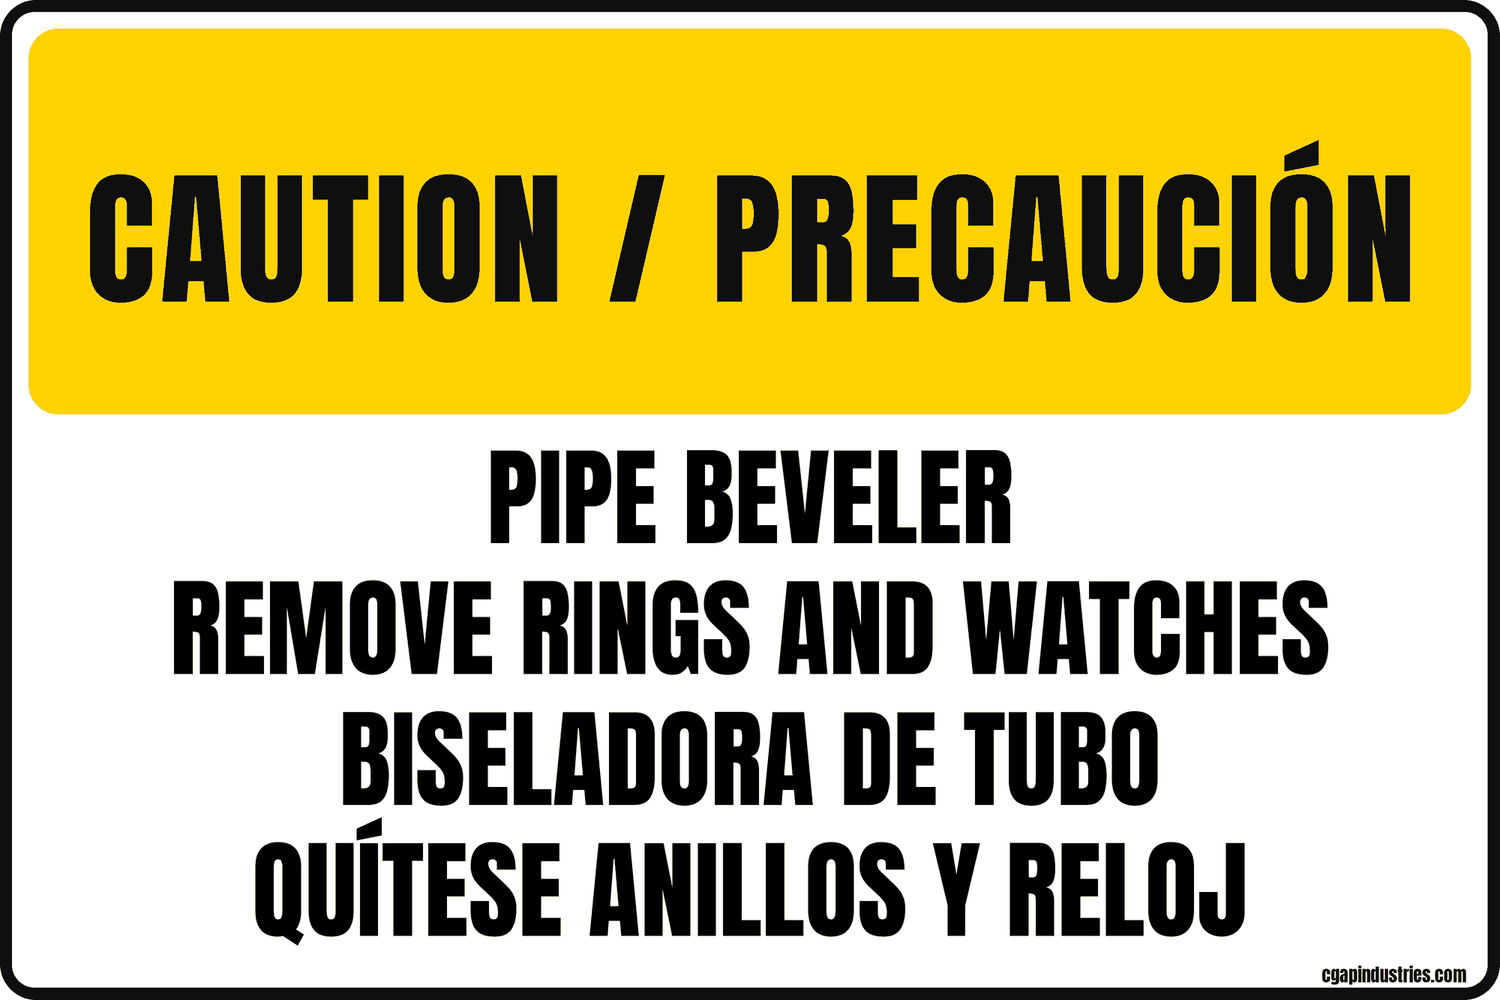 CAUTION / PRECAUCIÓN
PIPE BEVELER
REMOVE RINGS AND WATCHES
BISELADORA DE TUBO
QUÍTESE ANILLOS Y RELOJ
cgapindustries.com